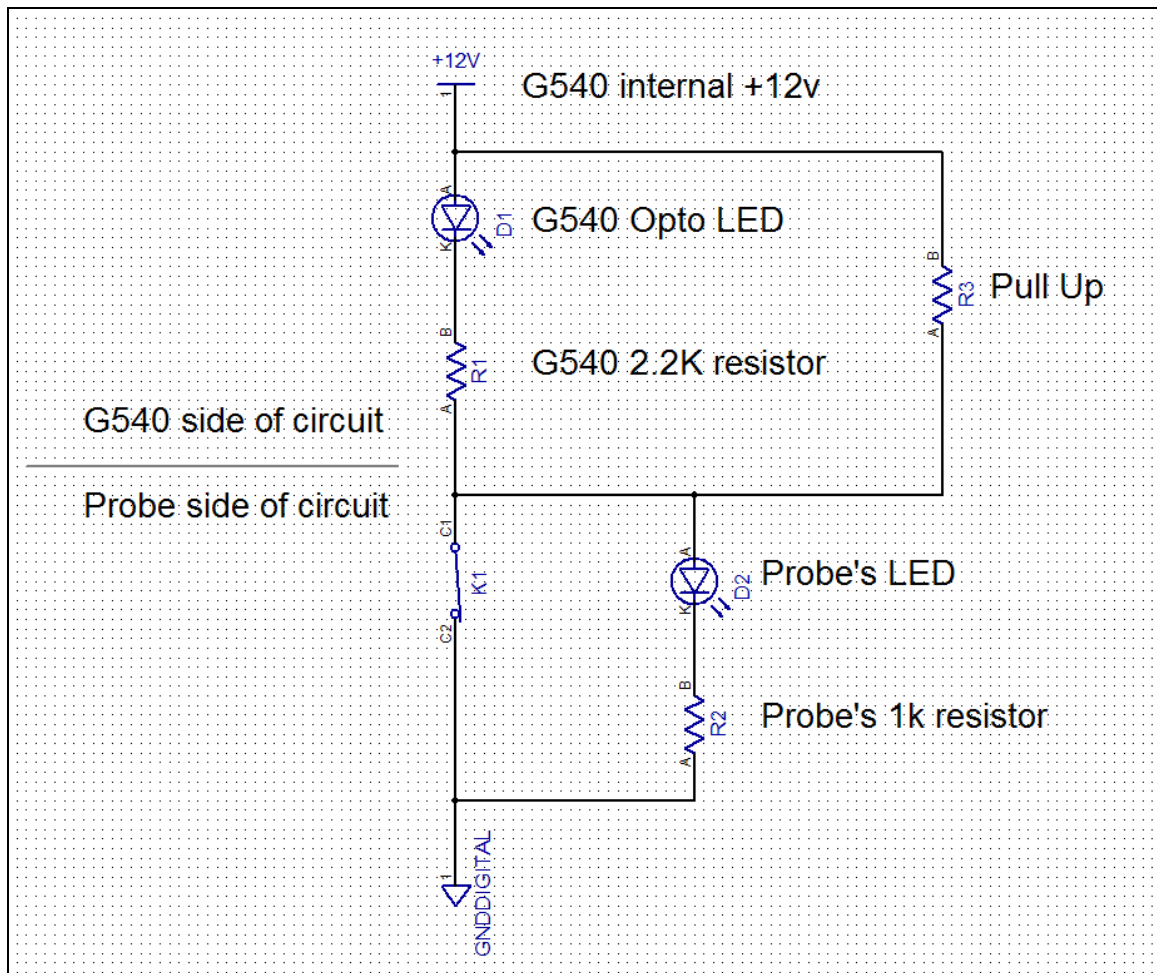 +12V
G540 internal +12v
1
A
D1
G540 Opto LED
K
B
R3
Pull Up
A
B
R1
G540 2.2K resistor
A
G540 side of circuit
Probe side of circuit
C1
K1
C2
A
D2
Probe's LED
K
B
R2
Probe's 1k resistor
A
1
GNDDIGITAL